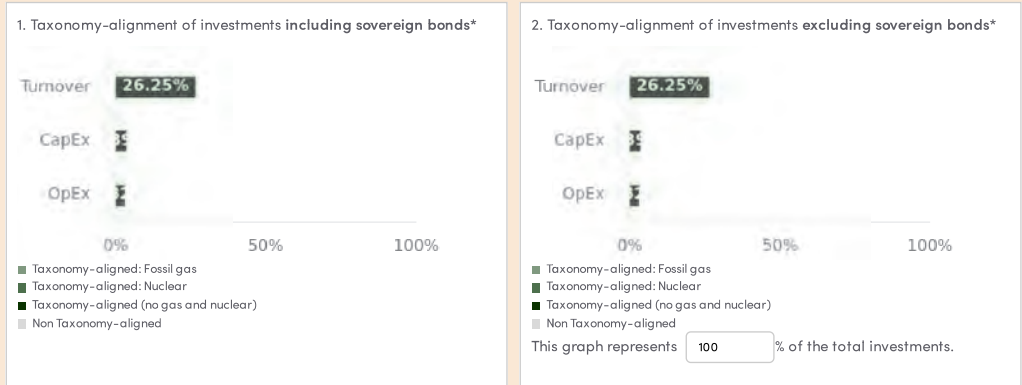 1. Taxonomy-alignment of investments including sovereign bonds*
Turnover 26.25%
CapEx
OpEx
0% 50% 100%
Taxonomy-aligned: Fossil gas
Taxonomy-aligned: Nuclear
Taxonomy-aligned (no gas and nuclear)
Non Taxonomy-aligned
2. Taxonomy-alignment of investments excluding sovereign bonds*
Turnover 26.25%
CapEx
OpEx
0% 50% 100%
Taxonomy-aligned: Fossil gas
Taxonomy-aligned: Nuclear
Taxonomy-aligned (no gas and nuclear)
Non Taxonomy-aligned
This graph represents 100 % of the total investments.